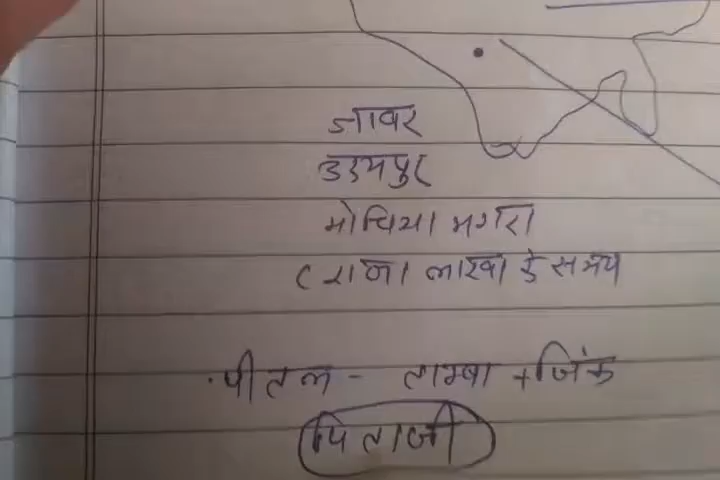 जावर
उदयपुर
मोचिया मगरा
(राजा लाखा के समय
पीतल - ताम्बा + जिंक
पिताजी